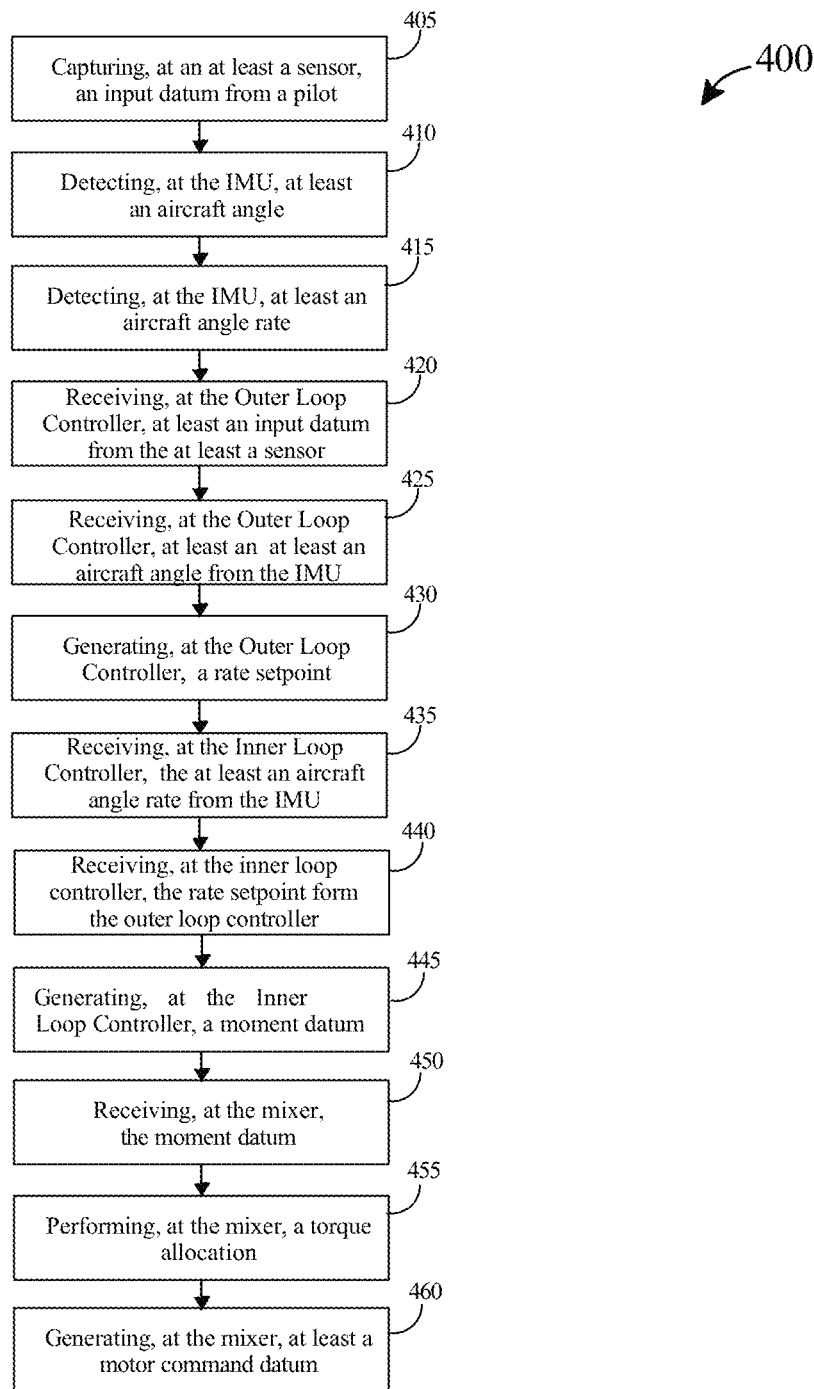 405
400
Capturing, at an at least a sensor,
an input datum from a pilot
410
Detecting, at the IMU, at least
an aircraft angle
415
Detecting, at the IMU, at least an
aircraft angle rate
420
Receiving, at the Outer Loop
Controller, at least an input datum
from the at least a sensor
425
Receiving, at the Outer Loop
Controller, at least an at least an
aircraft angle from the IMU
430
Generating, at the Outer Loop
Controller, a rate setpoint
435
Receiving, at the Inner Loop
Controller, the at least an aircraft
angle rate from the IMU
440
Receiving, at the inner loop
controller, the rate setpoint form
the outer loop controller
445
Generating, at the Inner
Loop Controller, a moment datum
450
Receiving, at the mixer,
the moment datum
455
Performing, at the mixer, a torque
allocation
460
Generating, at the mixer, at least a
motor command datum